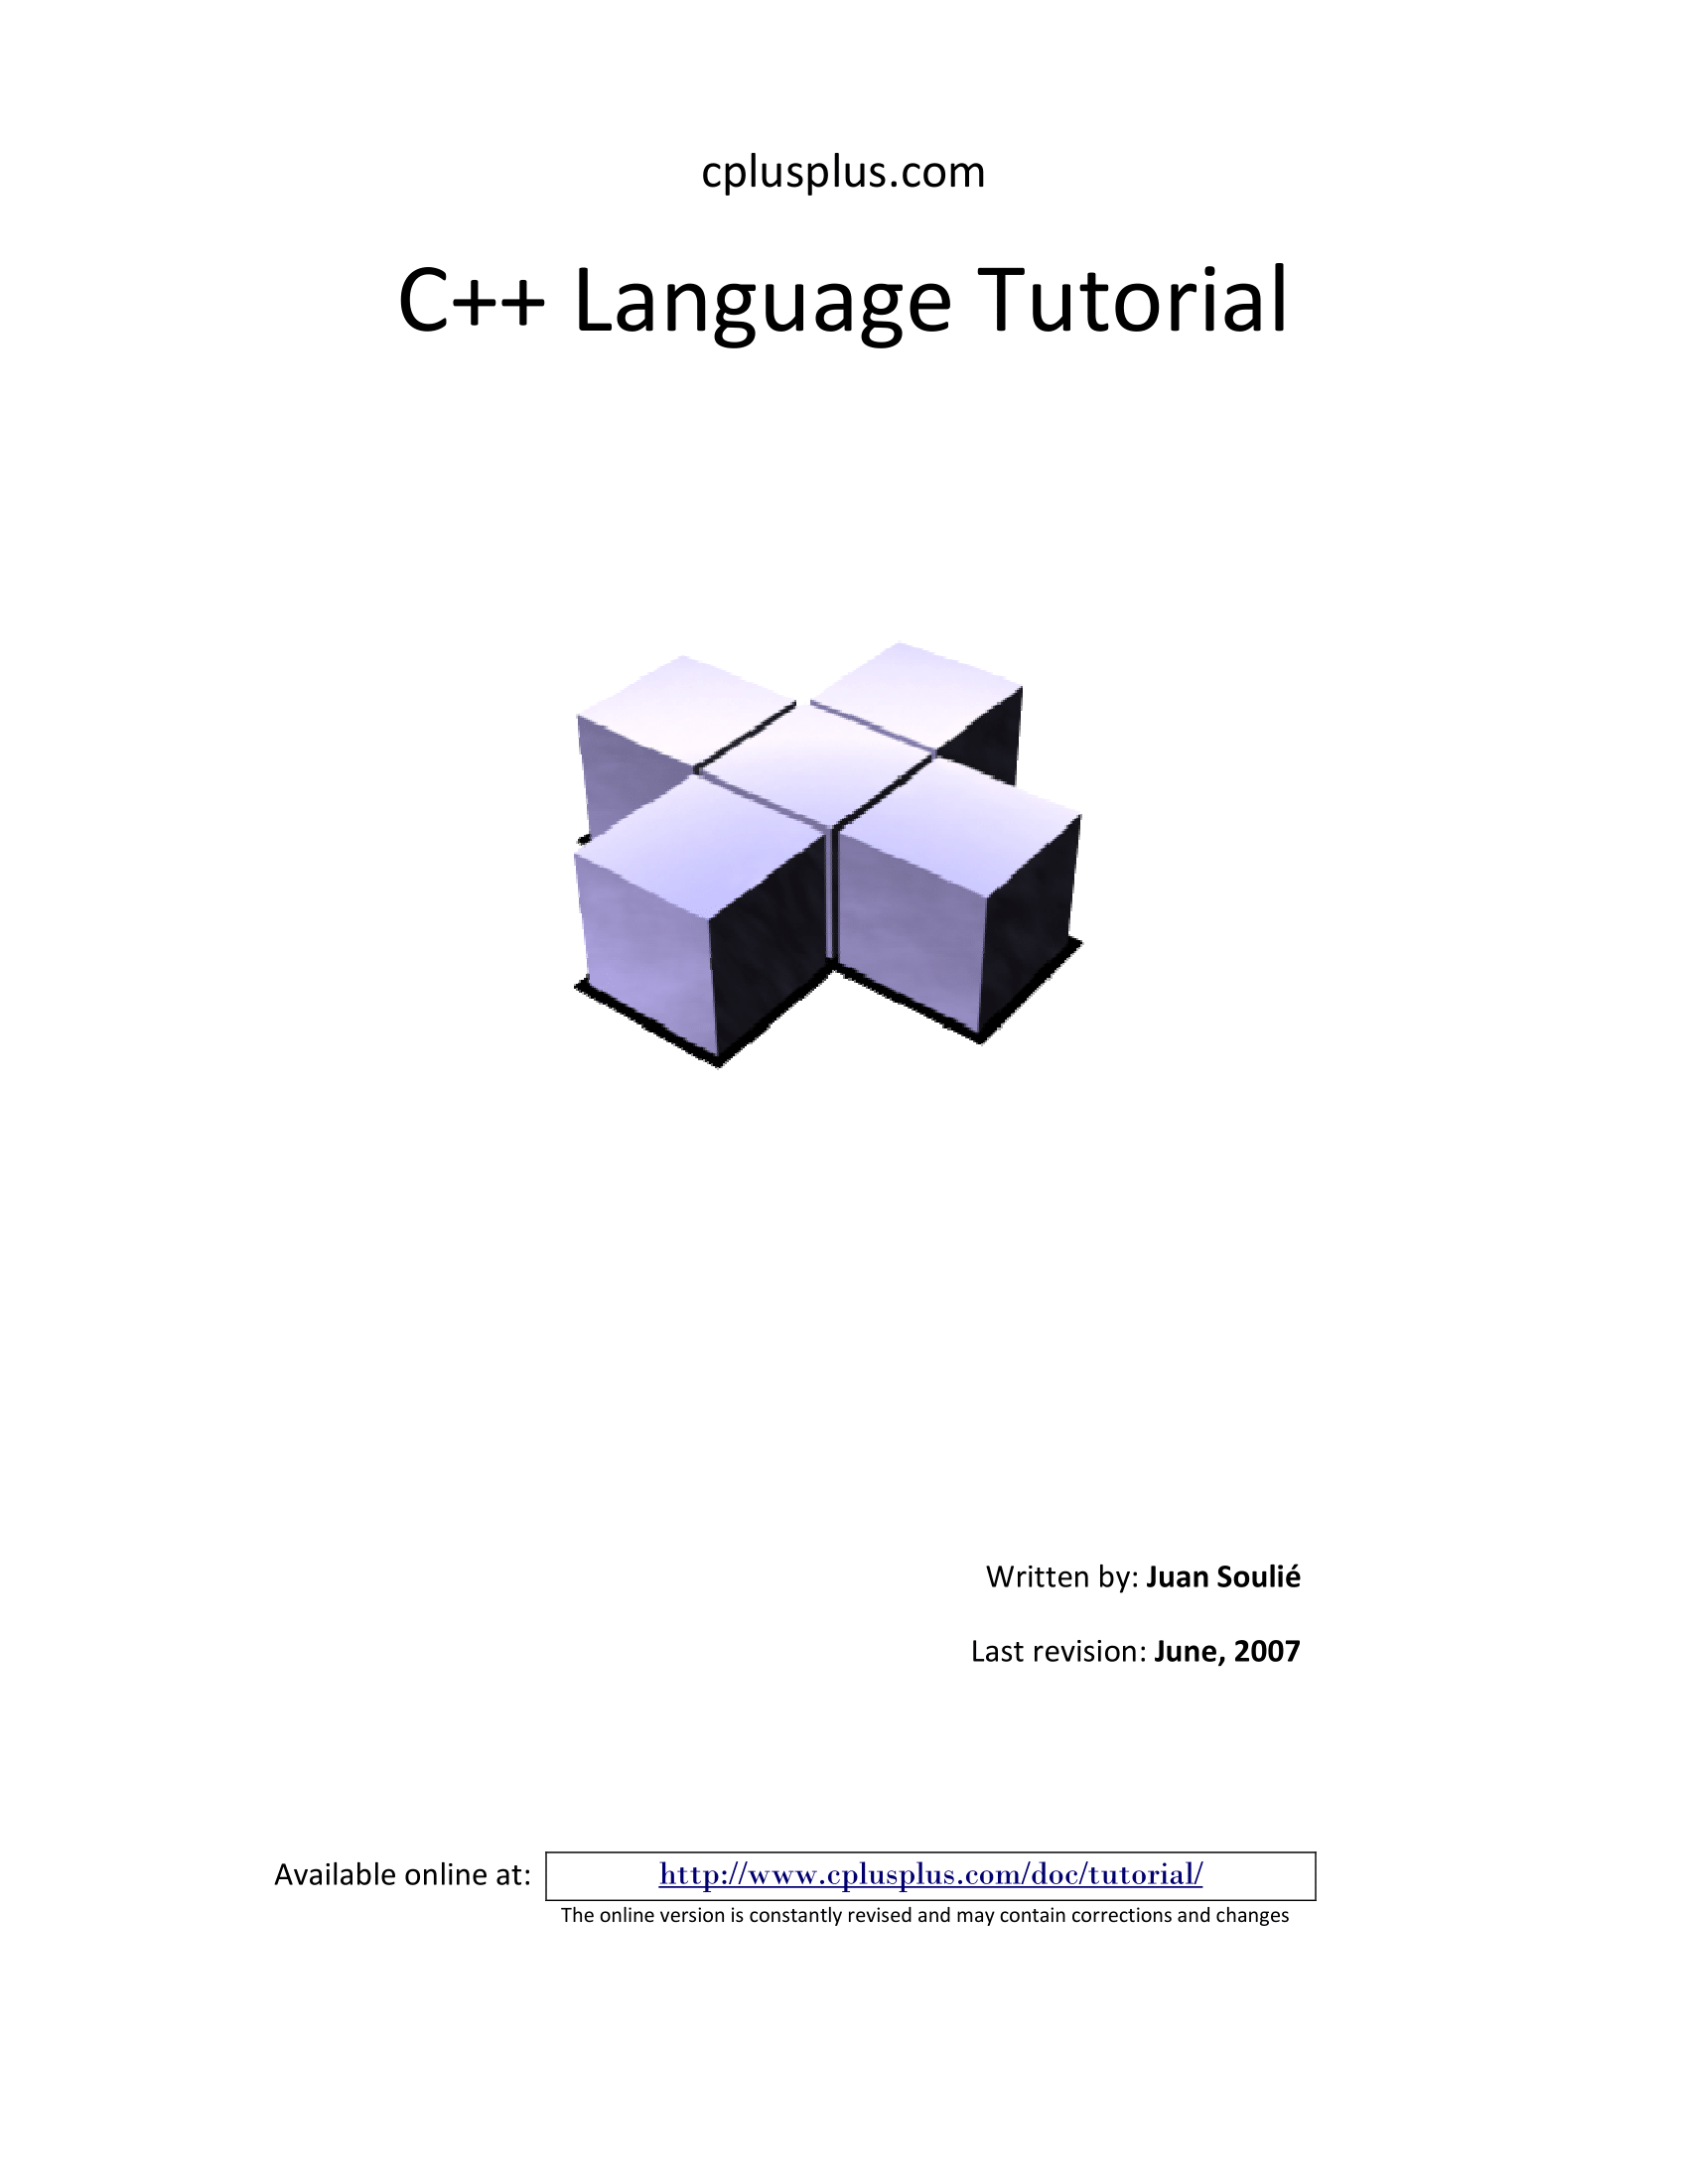 cplusplus.com
C++ Language Tutorial
Written by: Juan Soulié
Last revision: June, 2007
Available online at: http://www.cplusplus.com/doc/tutorial/
The online version is constantly revised and may contain corrections and changes